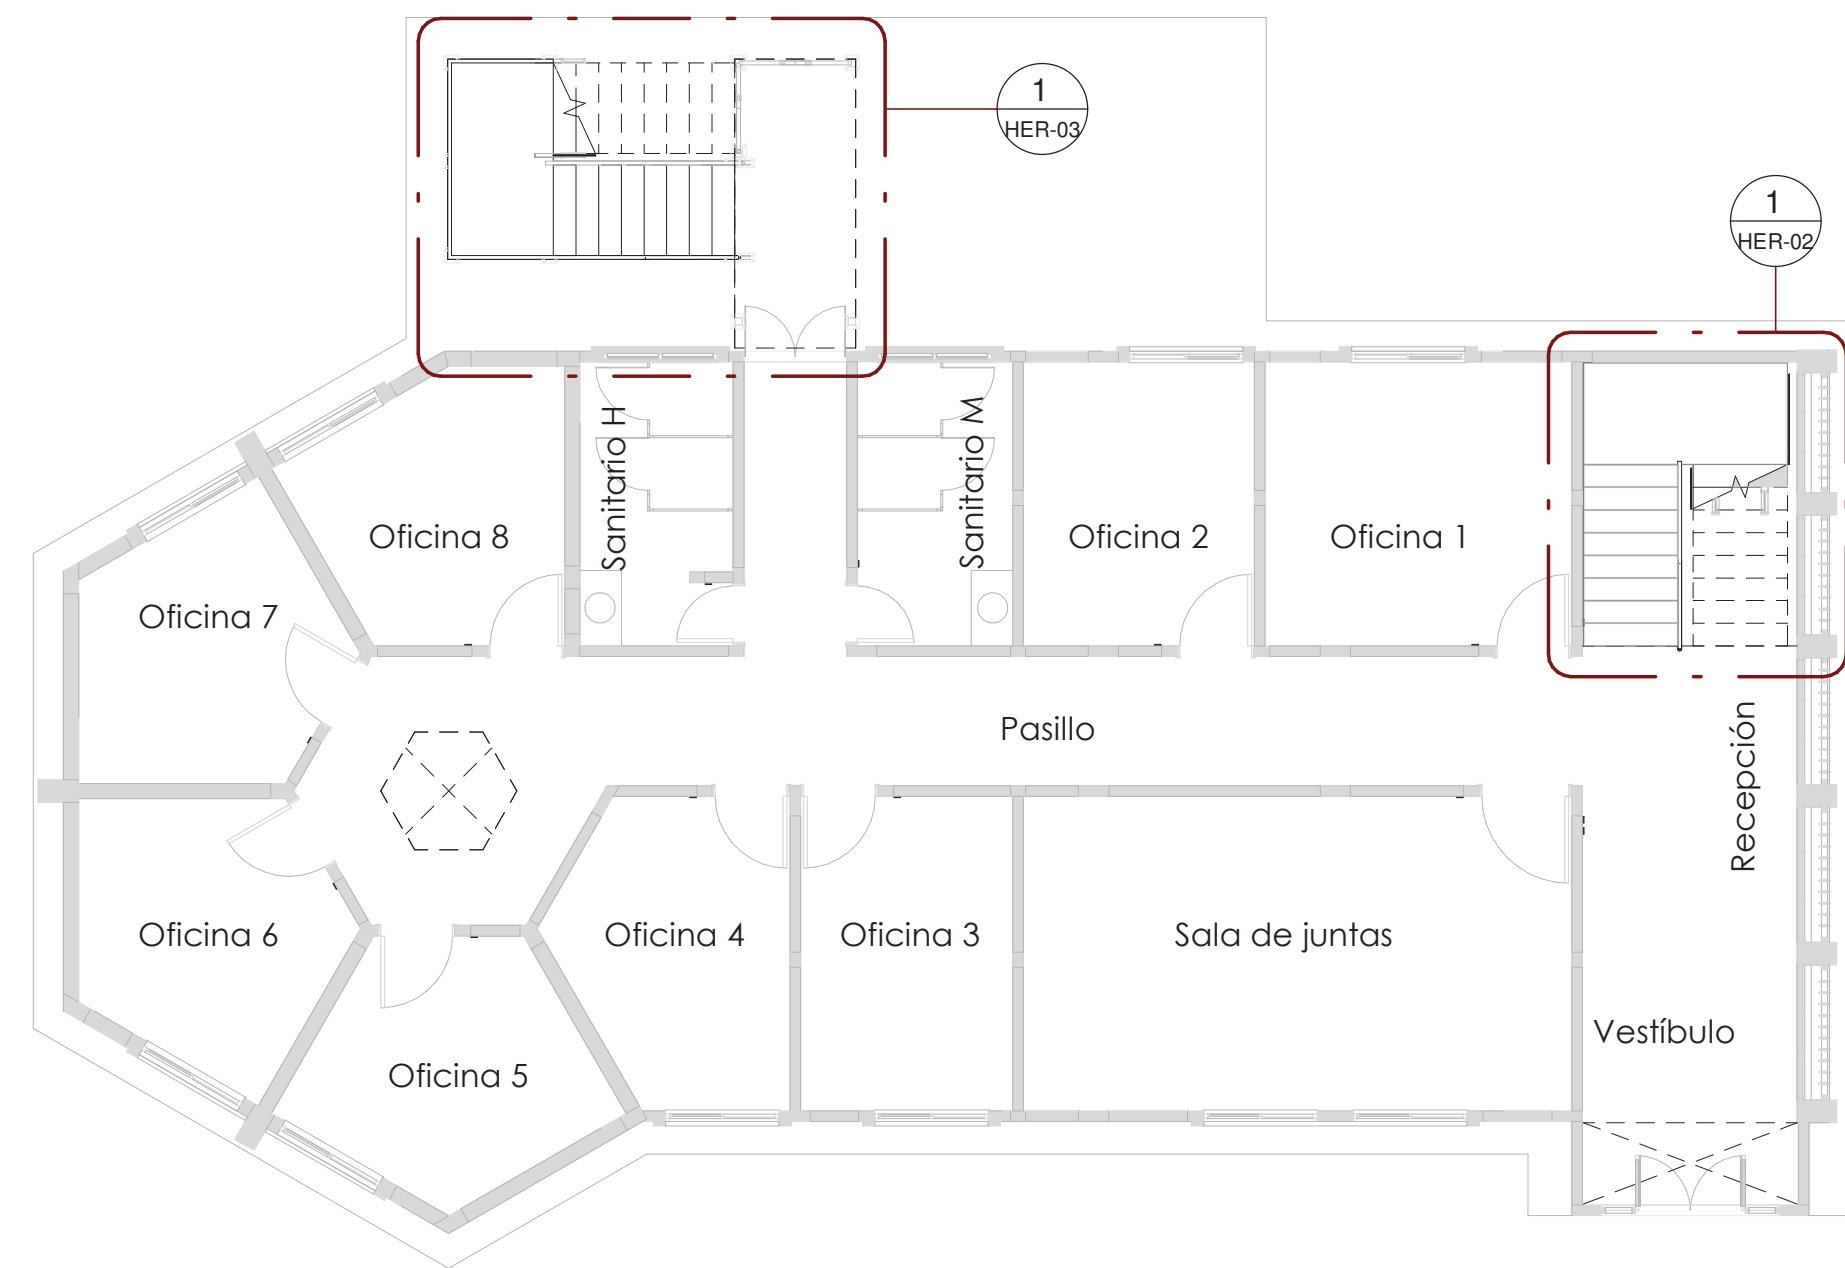 1
HER-03
1
HER-02
Sanitario H
Sanitario M
Oficina 8
Oficina 2
Oficina 1
Oficina 7
Pasillo
Recepción
Oficina 6
Oficina 4
Oficina 3
Sala de juntas
Vestíbulo
Oficina 5